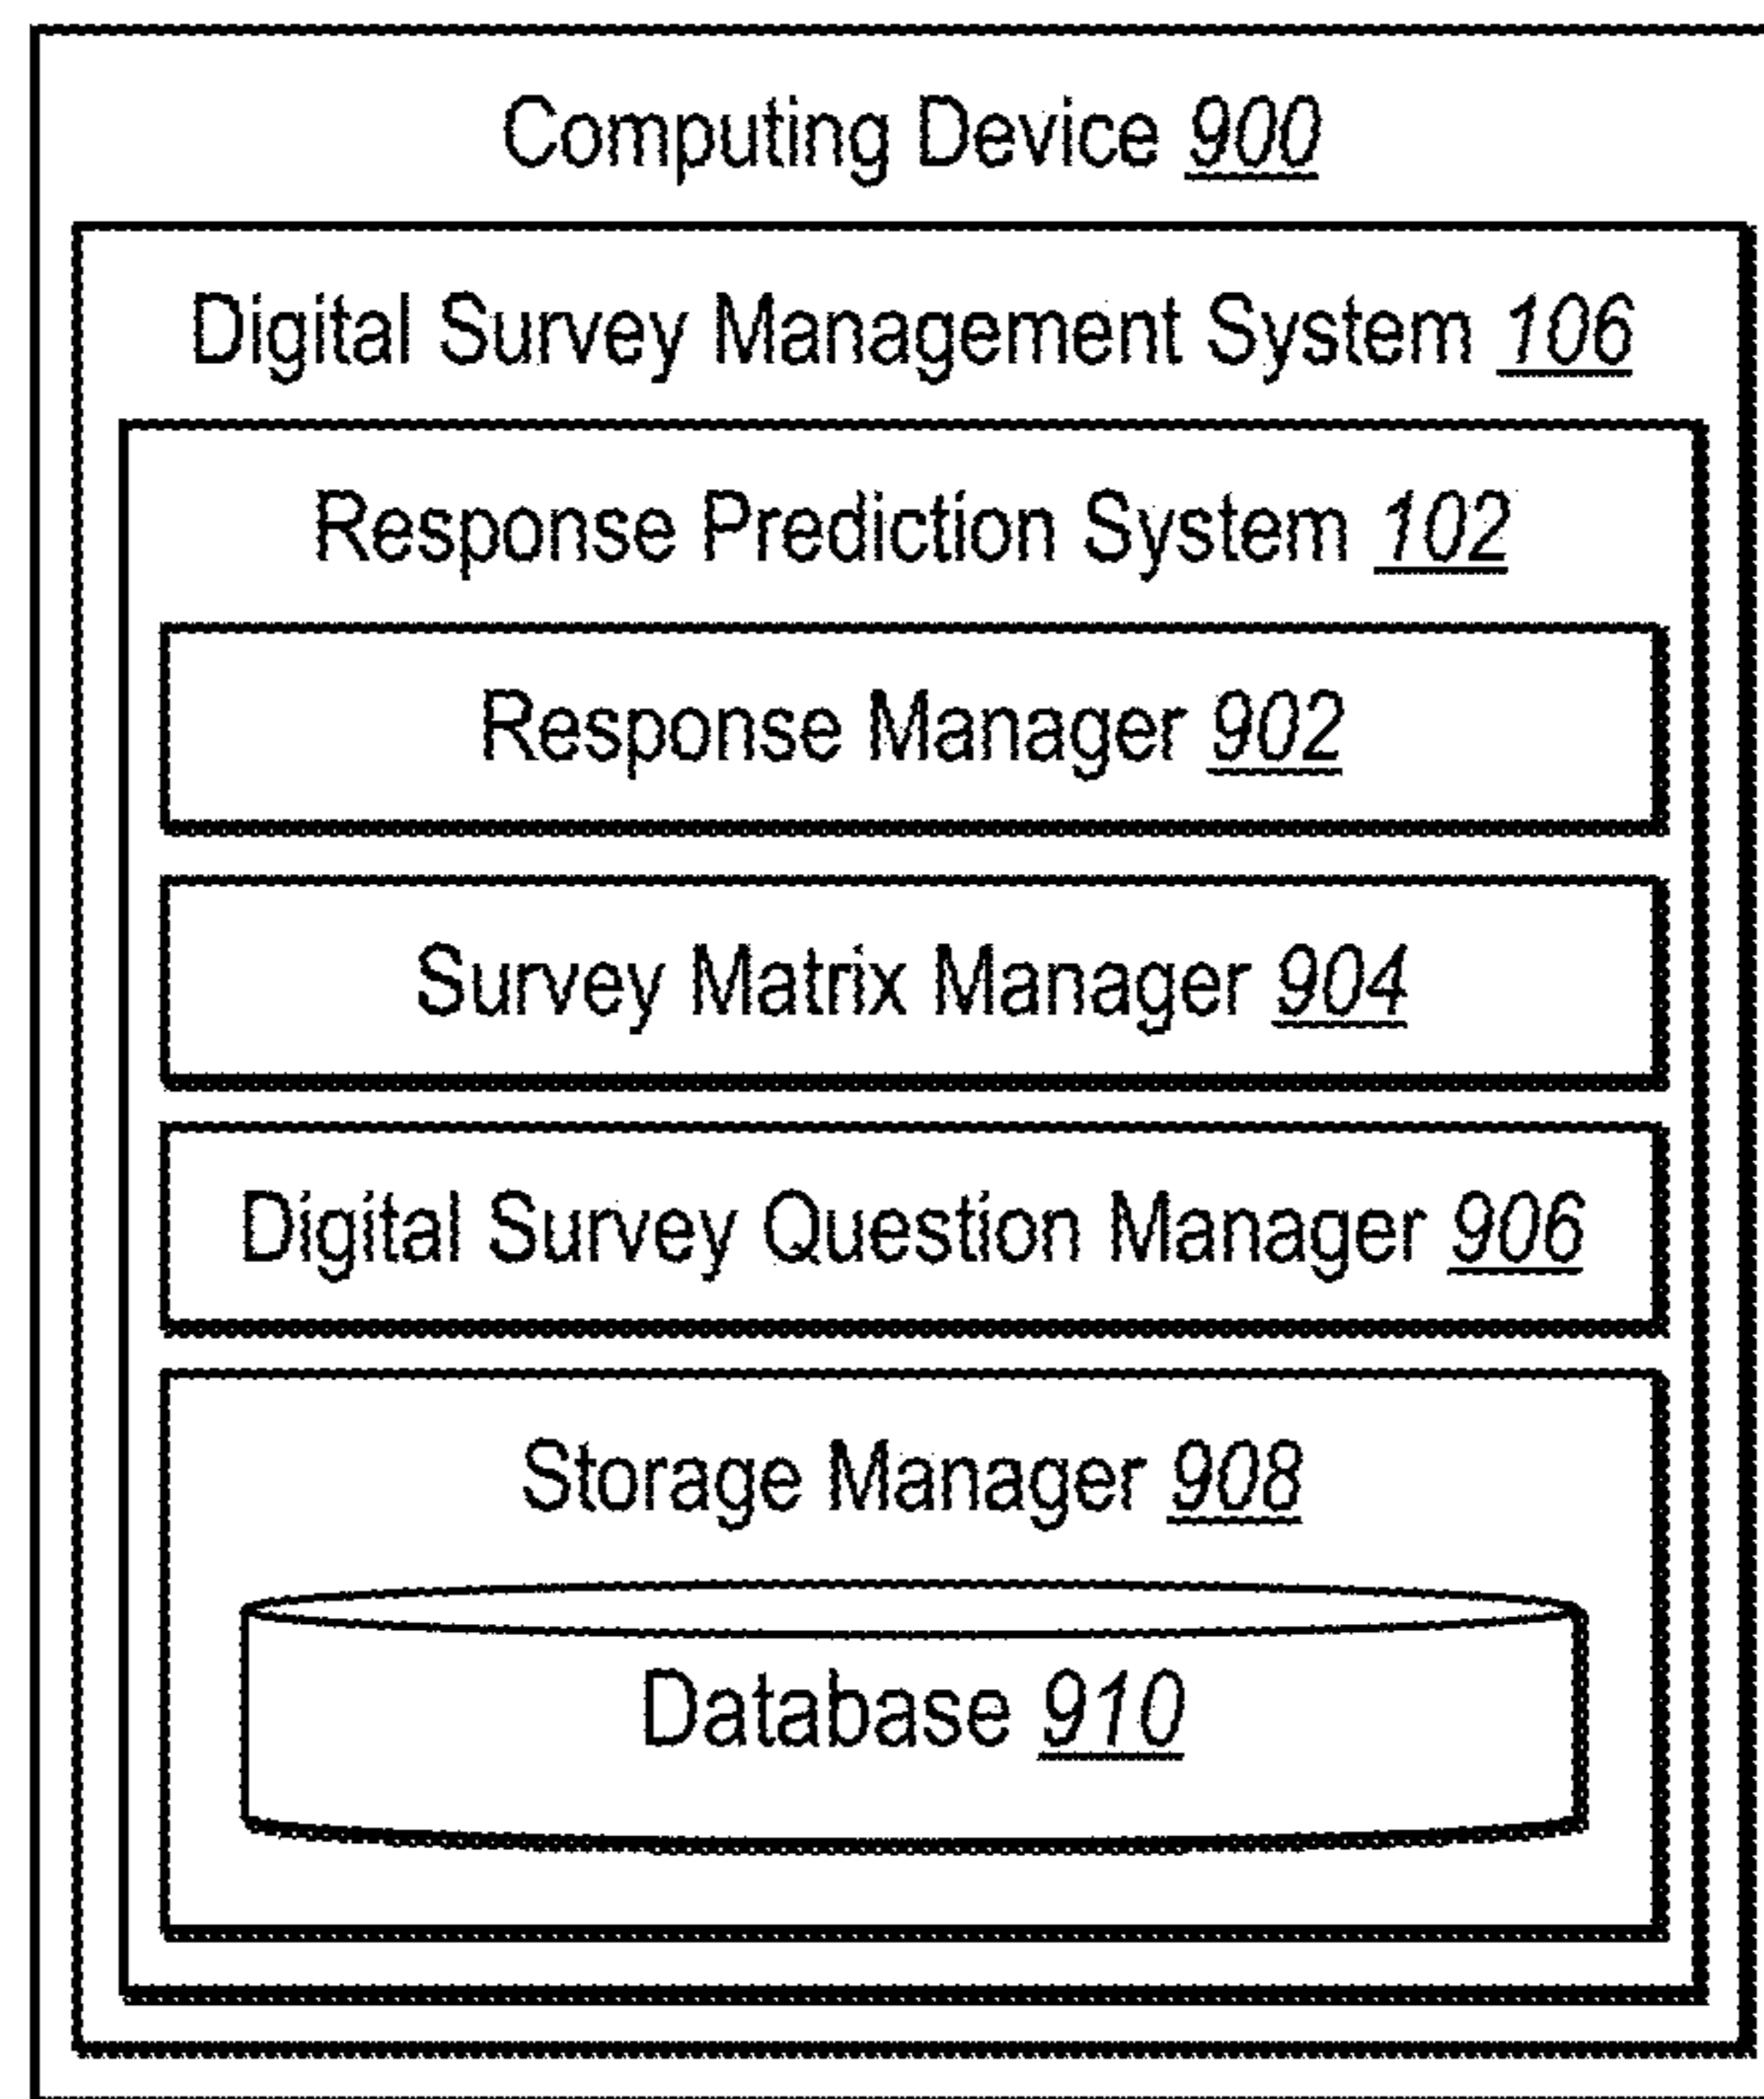 Computing Device 900
Digital Survey Management System 106
Response Prediction System 102
Response Manager 902
Survey Matrix Manager 904
Digital Survey Question Manager 906
Storage Manager 908
Database 910